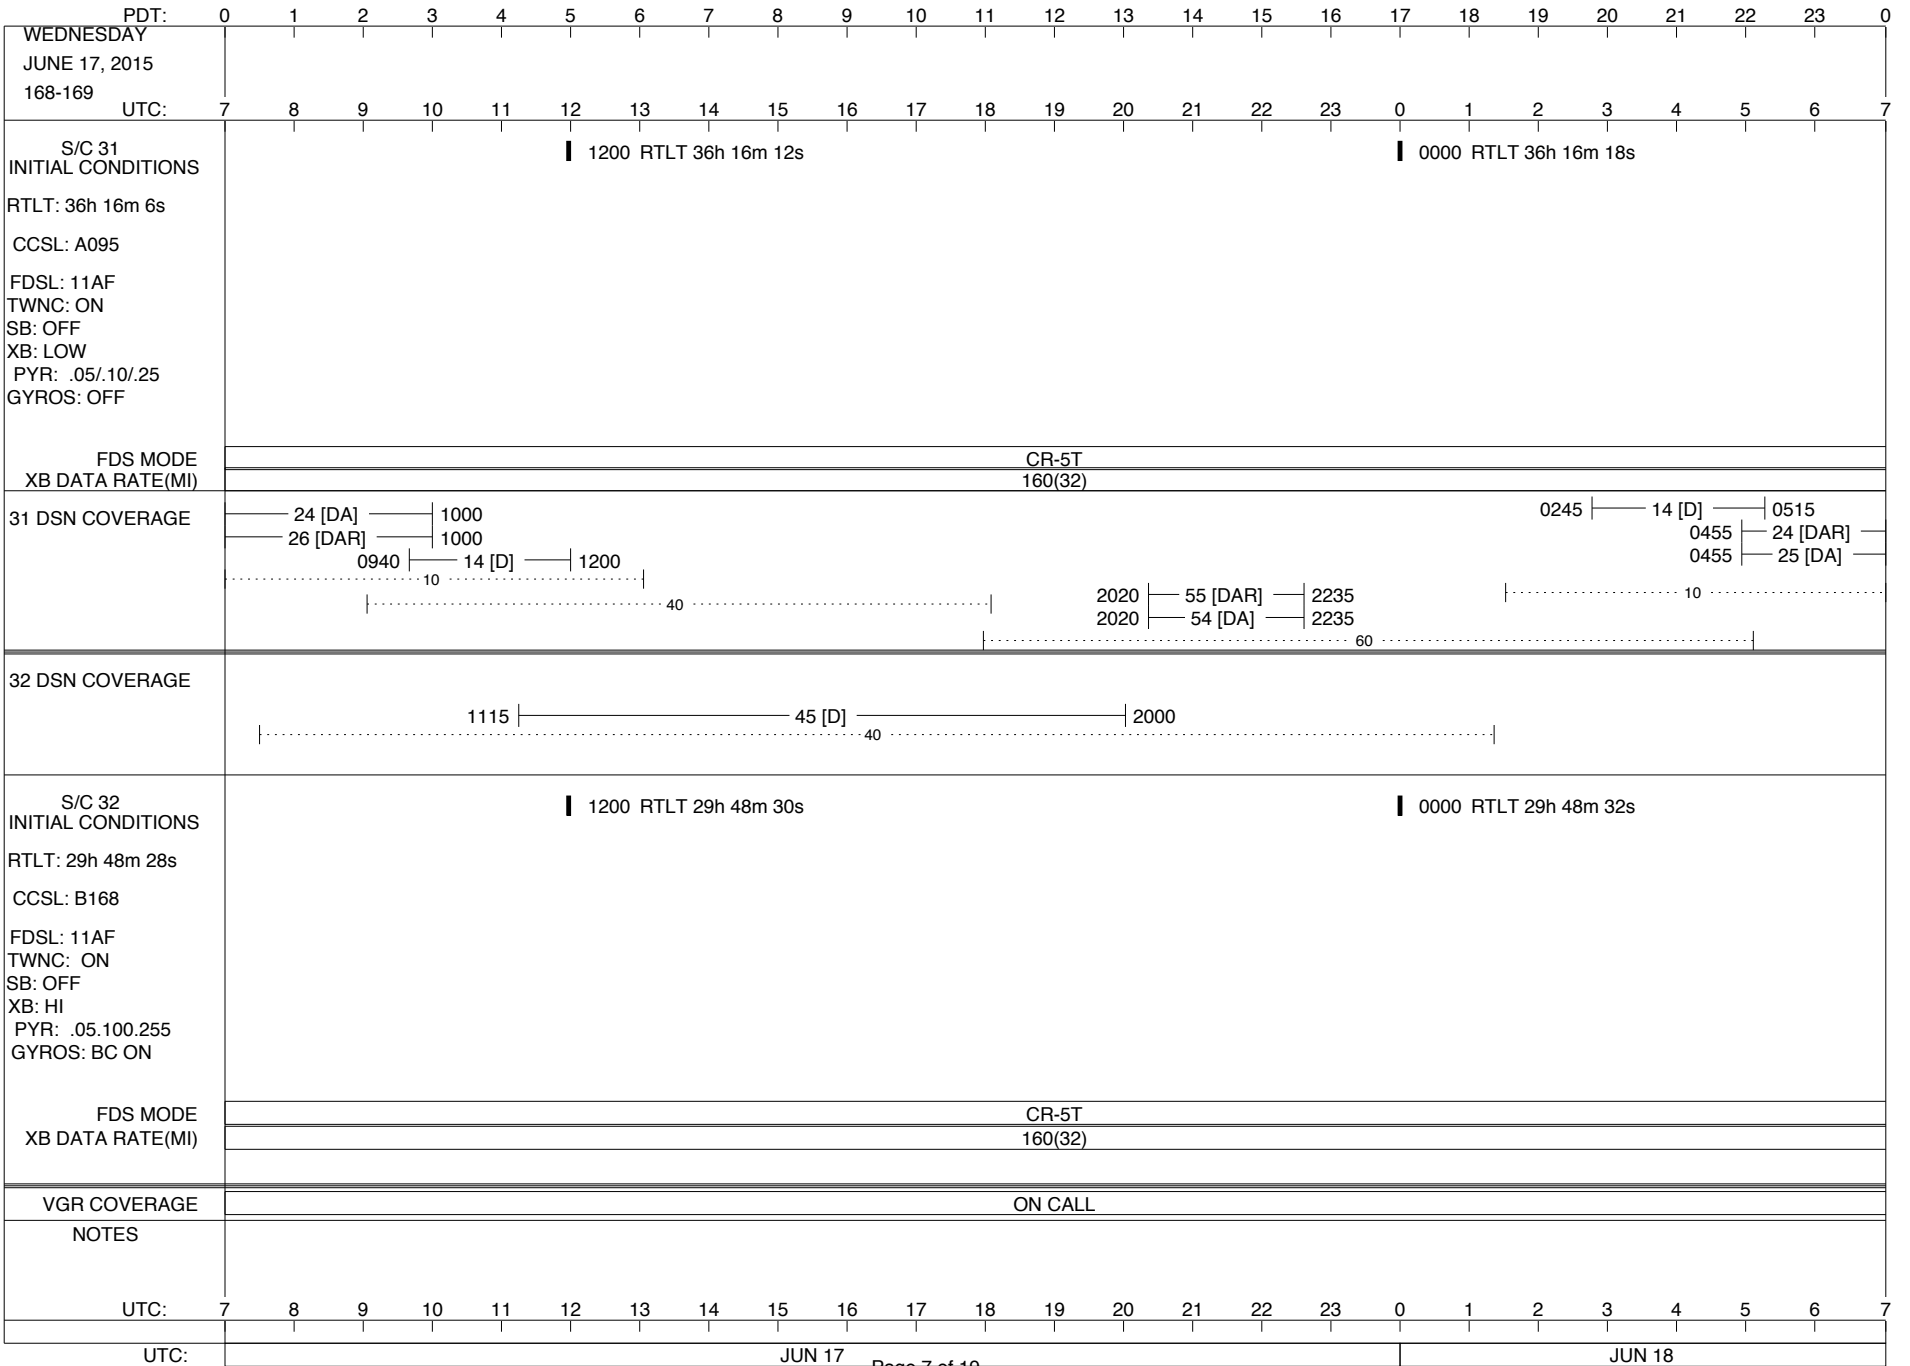 PDT: 0 1 2 3 4 5 6 7 8 9 10 11 12 13 14 15 16 17 18 19 20 21 22 23 0
WEDNESDAY
JUNE 17, 2015
168-169
UTC: 7 8 9 10 11 12 13 14 15 16 17 18 19 20 21 22 23 0 1 2 3 4 5 6 7
S/C 31
INITIAL CONDITIONS
1200 RTLT 36h 16m 12s
0000 RTLT 36h 16m 18s
RTLT: 36h 16m 6s
CCSL: A095
FDSL: 11AF
TWNC: ON
SB: OFF
XB: LOW
PYR: .05/.10/.25
GYROS: OFF
FDS MODE CR-5T
XB DATA RATE(MI) 160(32)
31 DSN COVERAGE
24 [DA] 1000
26 [DAR] 1000
0940 14 [D] 1200
10
40
2020 55 [DAR] 2235
2020 54 [DA] 2235
60
0245 14 [D] 0515
0455 24 [DAR]
0455 25 [DA]
10
32 DSN COVERAGE
1115 45 [D] 2000
40
S/C 32
INITIAL CONDITIONS
1200 RTLT 29h 48m 30s
0000 RTLT 29h 48m 32s
RTLT: 29h 48m 28s
CCSL: B168
FDSL: 11AF
TWNC: ON
SB: OFF
XB: HI
PYR: .05.100.255
GYROS: BC ON
FDS MODE CR-5T
XB DATA RATE(MI) 160(32)
VGR COVERAGE ON CALL
NOTES
UTC: 7 8 9 10 11 12 13 14 15 16 17 18 19 20 21 22 23 0 1 2 3 4 5 6 7
UTC: JUN 17 JUN 18
Page 7 of